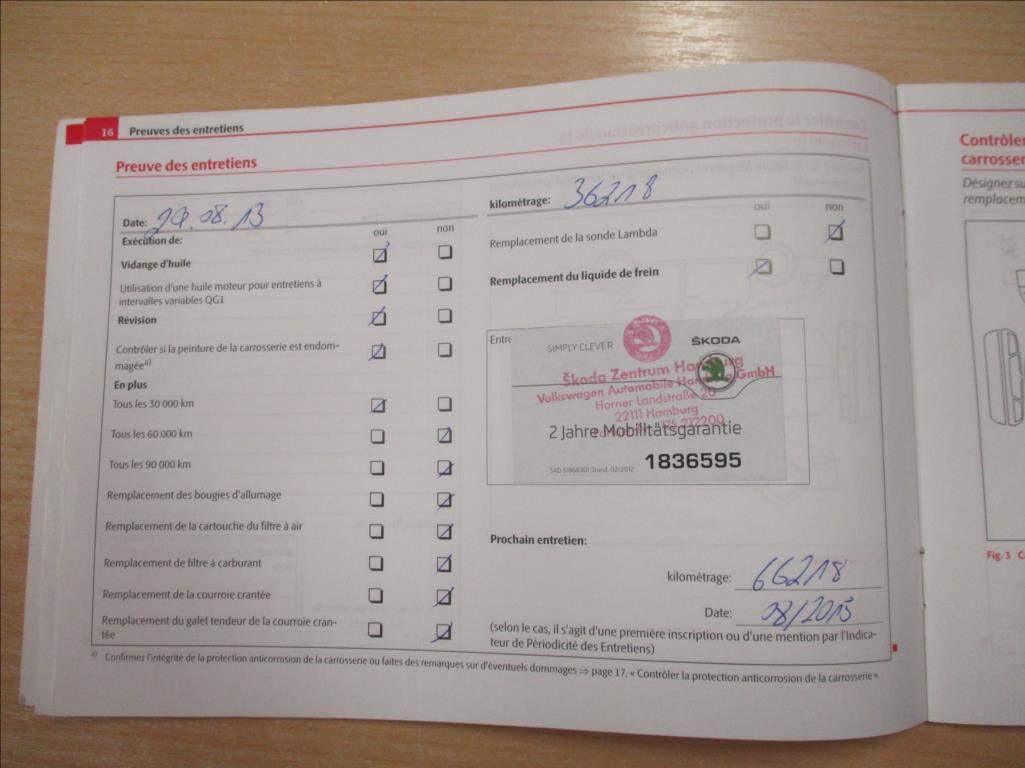 16 Preuves des entretiens
Preuve des entretiens
Date: 29.08.13
kilométrage: 36218
oui non
oui non
Exécution de:
Vidange d'huile
Utilisation d'une huile moteur pour entretiens à
intervalles variables QG1
Révision
Contrôler si la peinture de la carrosserie est endom-
magée a)
En plus
Tous les 30 000 km
Tous les 60 000 km
Tous les 90 000 km
Remplacement des bougies d'allumage
Remplacement de la cartouche du filtre à air
Remplacement de filtre à carburant
Remplacement de la courroie crantée
Remplacement du galet tendeur de la courroie cran-
tée
Remplacement de la sonde Lambda
Remplacement du liquide de frein
Entre
SIMPLY CLEVER
ŠKODA
Škoda Zentrum Hamburg
Volkswagen Automobile Hamburg GmbH
Horner Landstraße 20
22111 Hamburg
2 Jahre Mobilitätsgarantie
1836595
Prochain entretien:
kilométrage: 66218
Date: 08/2015
(selon le cas, il s'agit d'une première inscription ou d'une mention par l'Indica-
teur de Périodicité des Entretiens)
a) Confirmez l'intégrité de la protection anticorrosion de la carrosserie ou faites des remarques sur d'éventuels dommages ⇒ page 17, « Contrôler la protection anticorrosion de la carrosserie ».
Contrôler
carrosser
Désignez su
remplacem
Fig. 3 C